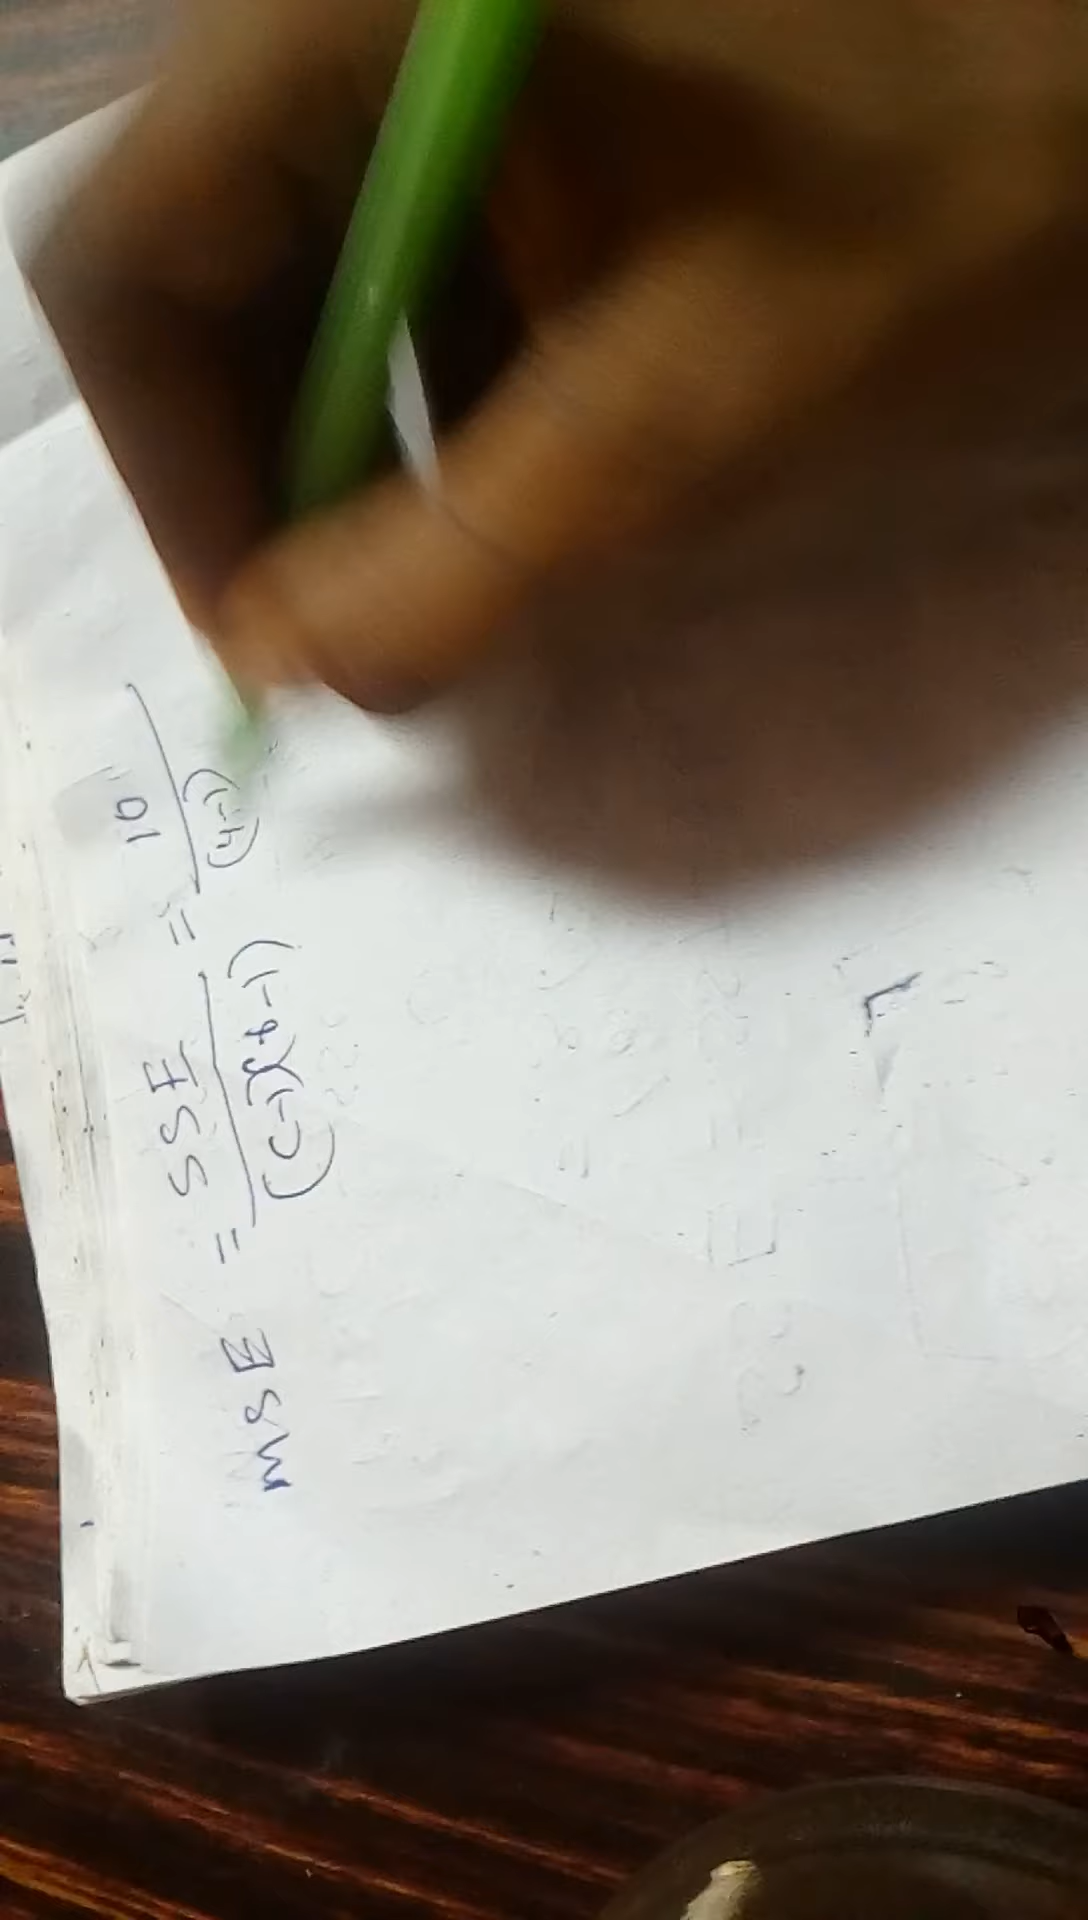 MSE = SSE / (C-1)(r-1) = 10 / (4-1)